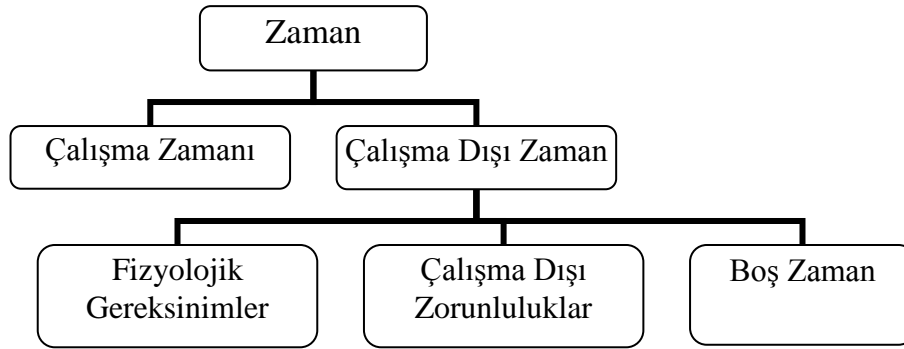 Zaman
Çalışma Zamanı
Çalışma Dışı Zaman
Fizyolojik
Gereksinimler
Çalışma Dışı
Zorunluluklar
Boş Zaman